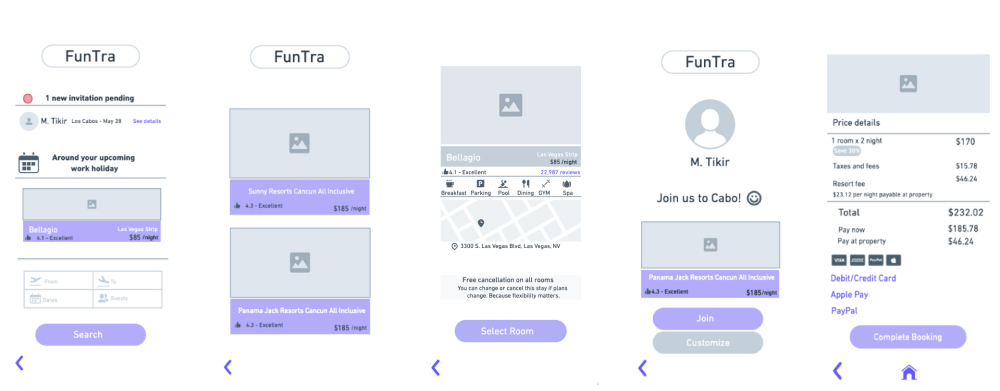 FunTra
1 new invitation pending
M. Tikir Los Cabos - May 28 See details
Around your upcoming
work holiday
Bellagio Las Vegas Strip
4.1 - Excellent $85 /night
From To
Dates Guests
Search
FunTra
Sunny Resorts Cancun All Inclusive
4.3 - Excellent $185 /night
Panama Jack Resorts Cancun All Inclusive
4.3 - Excellent $185 /night
Bellagio Las Vegas Strip
$85 /night
4.1 - Excellent 22,987 reviews
Breakfast Parking Pool Dining GYM Spa
3300 S. Las Vegas Blvd, Las Vegas, NV
Free cancellation on all rooms
You can change or cancel this stay if plans
change. Because flexibility matters.
Select Room
FunTra
M. Tikir
Join us to Cabo!
Panama Jack Resorts Cancun All Inclusive
4.3 - Excellent $185/night
Join
Customize
Price details
1 room x 2 night $170
Save 30%
Taxes and fees $15.78
Resort fee $46.24
$23.12 per night payable at property
Total $232.02
Pay now $185.78
Pay at property $46.24
VISA PayPal
Debit/Credit Card
Apple Pay
PayPal
Complete Booking